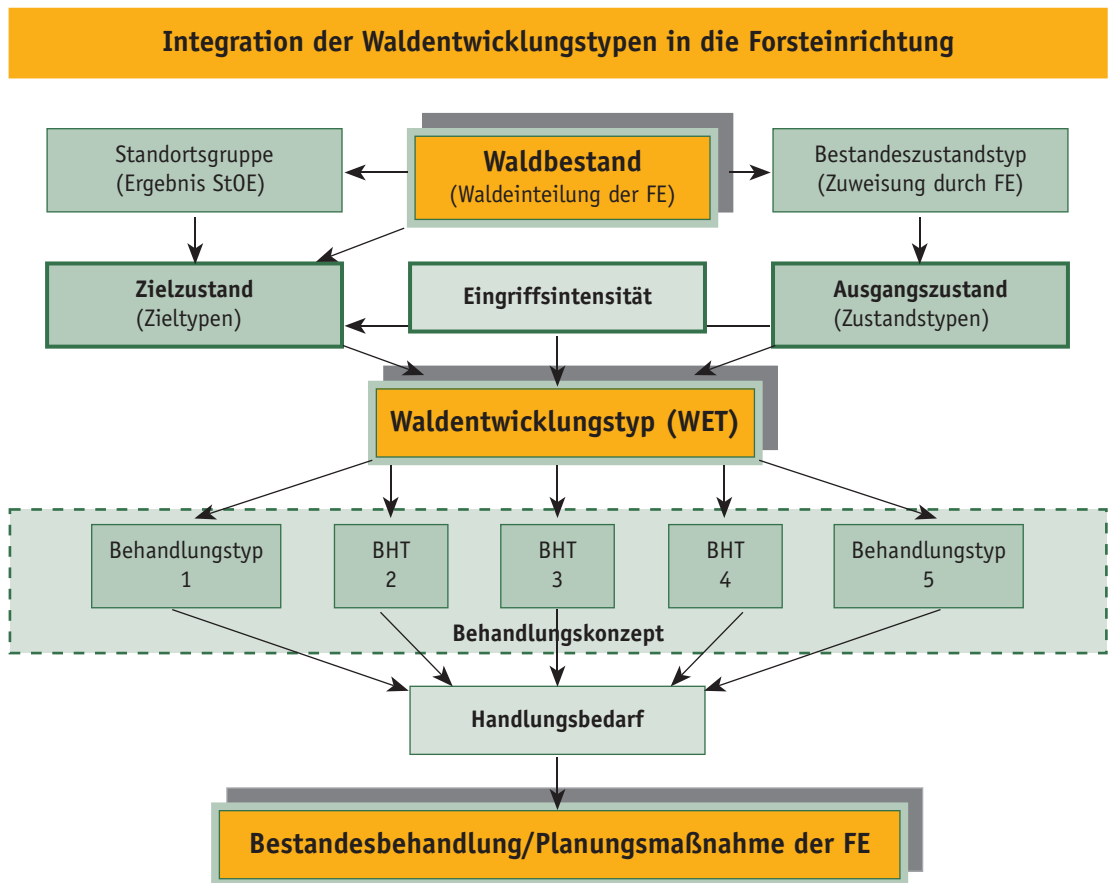 Integration der Waldentwicklungstypen in die Forsteinrichtung
Standortsgruppe
(Ergebnis StOE)
Waldbestand
(Waldeinteilung der FE)
Bestandeszustandstyp
(Zuweisung durch FE)
Zielzustand
(Zieltypen)
Eingriffsintensität
Ausgangszustand
(Zustandstypen)
Waldentwicklungstyp (WET)
Behandlungstyp
1
BHT
2
BHT
3
BHT
4
Behandlungstyp
5
Behandlungskonzept
Handlungsbedarf
Bestandesbehandlung/Planungsmaßnahme der FE